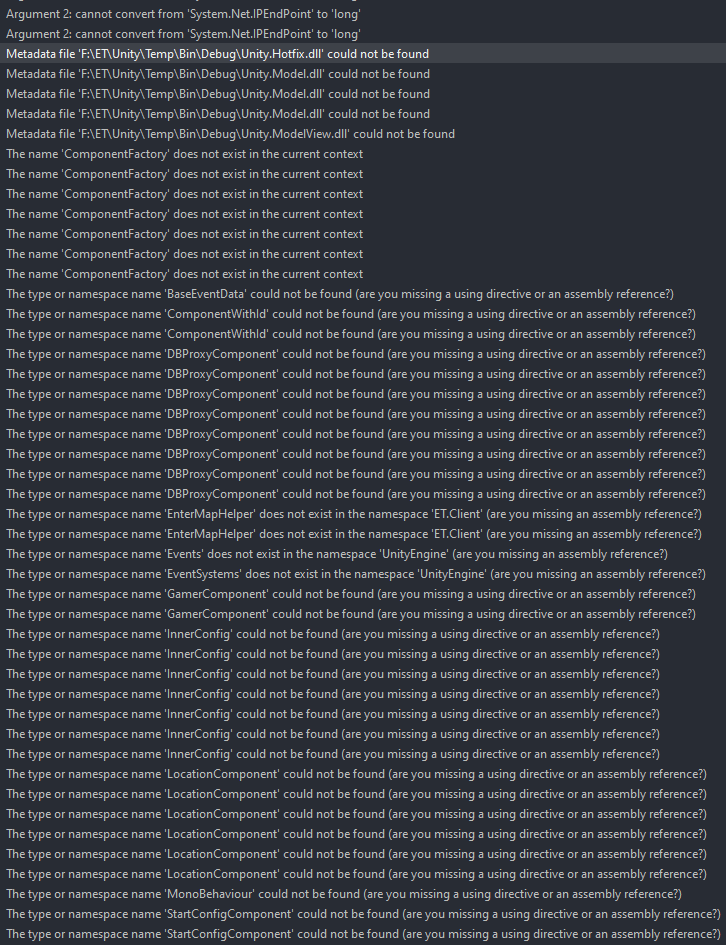 Argument 2: cannot convert from 'System.Net.IPEndPoint' to 'long'
Argument 2: cannot convert from 'System.Net.IPEndPoint' to 'long'
Metadata file 'F:\ET\Unity\Temp\Bin\Debug\Unity.Hotfix.dll' could not be found
Metadata file 'F:\ET\Unity\Temp\Bin\Debug\Unity.Model.dll' could not be found
Metadata file 'F:\ET\Unity\Temp\Bin\Debug\Unity.Model.dll' could not be found
Metadata file 'F:\ET\Unity\Temp\Bin\Debug\Unity.Model.dll' could not be found
Metadata file 'F:\ET\Unity\Temp\Bin\Debug\Unity.ModelView.dll' could not be found
The name 'ComponentFactory' does not exist in the current context
The name 'ComponentFactory' does not exist in the current context
The name 'ComponentFactory' does not exist in the current context
The name 'ComponentFactory' does not exist in the current context
The name 'ComponentFactory' does not exist in the current context
The name 'ComponentFactory' does not exist in the current context
The name 'ComponentFactory' does not exist in the current context
The type or namespace name 'BaseEventData' could not be found (are you missing a using directive or an assembly reference?)
The type or namespace name 'ComponentWithId' could not be found (are you missing a using directive or an assembly reference?)
The type or namespace name 'ComponentWithId' could not be found (are you missing a using directive or an assembly reference?)
The type or namespace name 'DBProxyComponent' could not be found (are you missing a using directive or an assembly reference?)
The type or namespace name 'DBProxyComponent' could not be found (are you missing a using directive or an assembly reference?)
The type or namespace name 'DBProxyComponent' could not be found (are you missing a using directive or an assembly reference?)
The type or namespace name 'DBProxyComponent' could not be found (are you missing a using directive or an assembly reference?)
The type or namespace name 'DBProxyComponent' could not be found (are you missing a using directive or an assembly reference?)
The type or namespace name 'DBProxyComponent' could not be found (are you missing a using directive or an assembly reference?)
The type or namespace name 'DBProxyComponent' could not be found (are you missing a using directive or an assembly reference?)
The type or namespace name 'DBProxyComponent' could not be found (are you missing a using directive or an assembly reference?)
The type or namespace name 'EnterMapHelper' does not exist in the namespace 'ET.Client' (are you missing an assembly reference?)
The type or namespace name 'EnterMapHelper' does not exist in the namespace 'ET.Client' (are you missing an assembly reference?)
The type or namespace name 'Events' does not exist in the namespace 'UnityEngine' (are you missing an assembly reference?)
The type or namespace name 'EventSystems' does not exist in the namespace 'UnityEngine' (are you missing an assembly reference?)
The type or namespace name 'GamerComponent' could not be found (are you missing a using directive or an assembly reference?)
The type or namespace name 'GamerComponent' could not be found (are you missing a using directive or an assembly reference?)
The type or namespace name 'InnerConfig' could not be found (are you missing a using directive or an assembly reference?)
The type or namespace name 'InnerConfig' could not be found (are you missing a using directive or an assembly reference?)
The type or namespace name 'InnerConfig' could not be found (are you missing a using directive or an assembly reference?)
The type or namespace name 'InnerConfig' could not be found (are you missing a using directive or an assembly reference?)
The type or namespace name 'InnerConfig' could not be found (are you missing a using directive or an assembly reference?)
The type or namespace name 'InnerConfig' could not be found (are you missing a using directive or an assembly reference?)
The type or namespace name 'InnerConfig' could not be found (are you missing a using directive or an assembly reference?)
The type or namespace name 'LocationComponent' could not be found (are you missing a using directive or an assembly reference?)
The type or namespace name 'LocationComponent' could not be found (are you missing a using directive or an assembly reference?)
The type or namespace name 'LocationComponent' could not be found (are you missing a using directive or an assembly reference?)
The type or namespace name 'LocationComponent' could not be found (are you missing a using directive or an assembly reference?)
The type or namespace name 'LocationComponent' could not be found (are you missing a using directive or an assembly reference?)
The type or namespace name 'LocationComponent' could not be found (are you missing a using directive or an assembly reference?)
The type or namespace name 'MonoBehaviour' could not be found (are you missing a using directive or an assembly reference?)
The type or namespace name 'StartConfigComponent' could not be found (are you missing a using directive or an assembly reference?)
The type or namespace name 'StartConfigComponent' could not be found (are you missing a using directive or an assembly reference?)